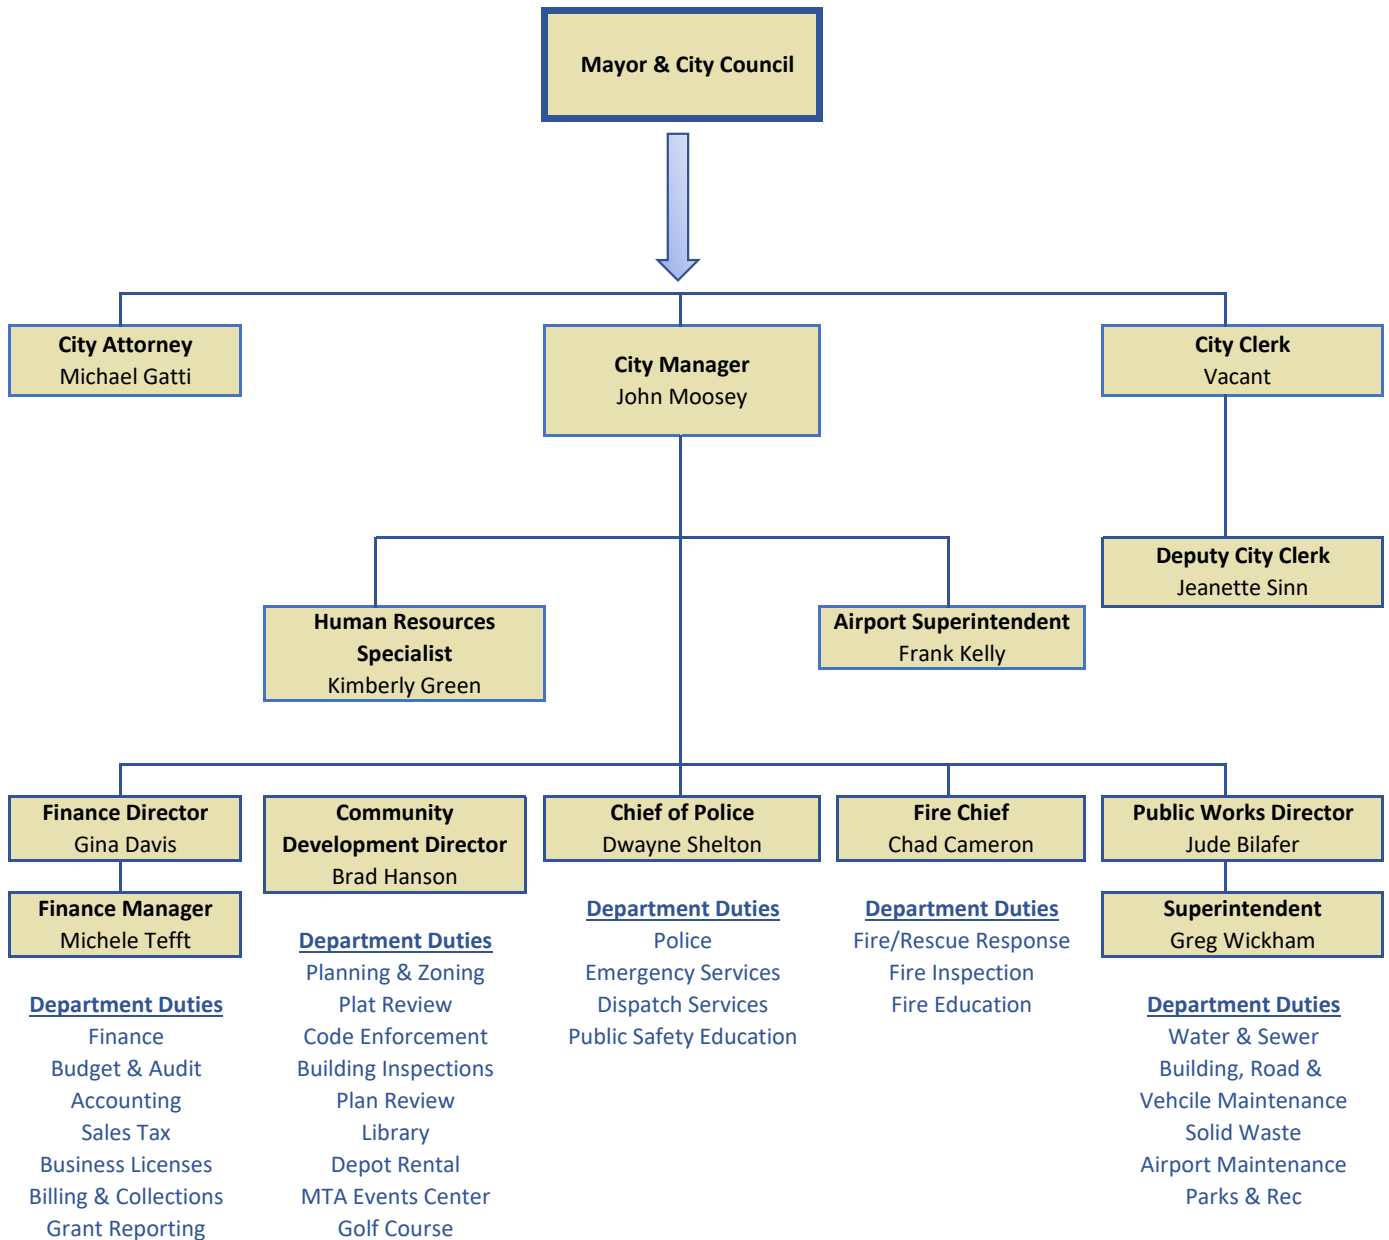 Mayor & City Council
City Attorney
Michael Gatti
City Manager
John Moosey
City Clerk
Vacant
Deputy City Clerk
Jeanette Sinn
Human Resources
Specialist
Kimberly Green
Airport Superintendent
Frank Kelly
Finance Director
Gina Davis
Finance Manager
Michele Tefft
Department Duties
Finance
Budget & Audit
Accounting
Sales Tax
Business Licenses
Billing & Collections
Grant Reporting
Community
Development Director
Brad Hanson
Department Duties
Planning & Zoning
Plat Review
Code Enforcement
Building Inspections
Plan Review
Library
Depot Rental
MTA Events Center
Golf Course
Chief of Police
Dwayne Shelton
Department Duties
Police
Emergency Services
Dispatch Services
Public Safety Education
Fire Chief
Chad Cameron
Department Duties
Fire/Rescue Response
Fire Inspection
Fire Education
Public Works Director
Jude Bilafer
Superintendent
Greg Wickham
Department Duties
Water & Sewer
Building, Road &
Vehcile Maintenance
Solid Waste
Airport Maintenance
Parks & Rec